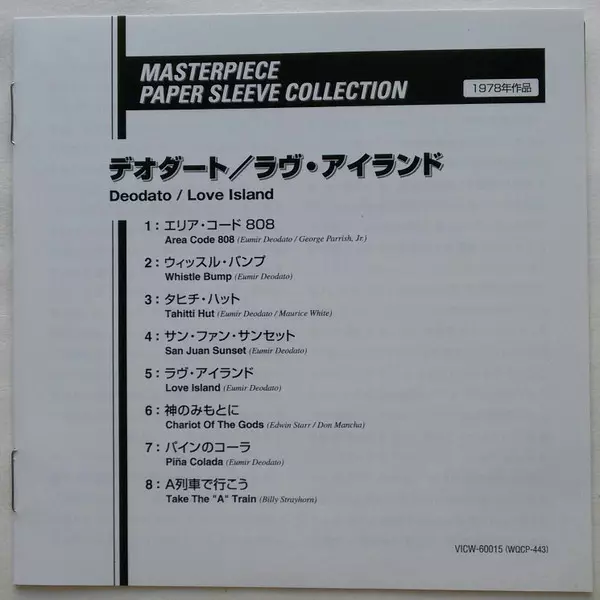 MASTERPIECE
PAPER SLEEVE COLLECTION
1978年作品
デオダート／ラヴ・アイランド
Deodato / Love Island
1：エリア・コード 808
Area Code 808 (Eumir Deodato / George Parrish, Jr.)
2：ウィッスル・バンプ
Whistle Bump (Eumir Deodato)
3：タヒチ・ハット
Tahitti Hut (Eumir Deodato / Maurice White)
4：サン・ファン・サンセット
San Juan Sunset (Eumir Deodato)
5：ラヴ・アイランド
Love Island (Eumir Deodato)
6：神のみもとに
Chariot Of The Gods (Edwin Starr / Don Mancha)
7：パインのコーラ
Piña Colada (Eumir Deodato)
8：A列車で行こう
Take The "A" Train (Billy Strayhorn)
VICW-60015 (WQCP-443)